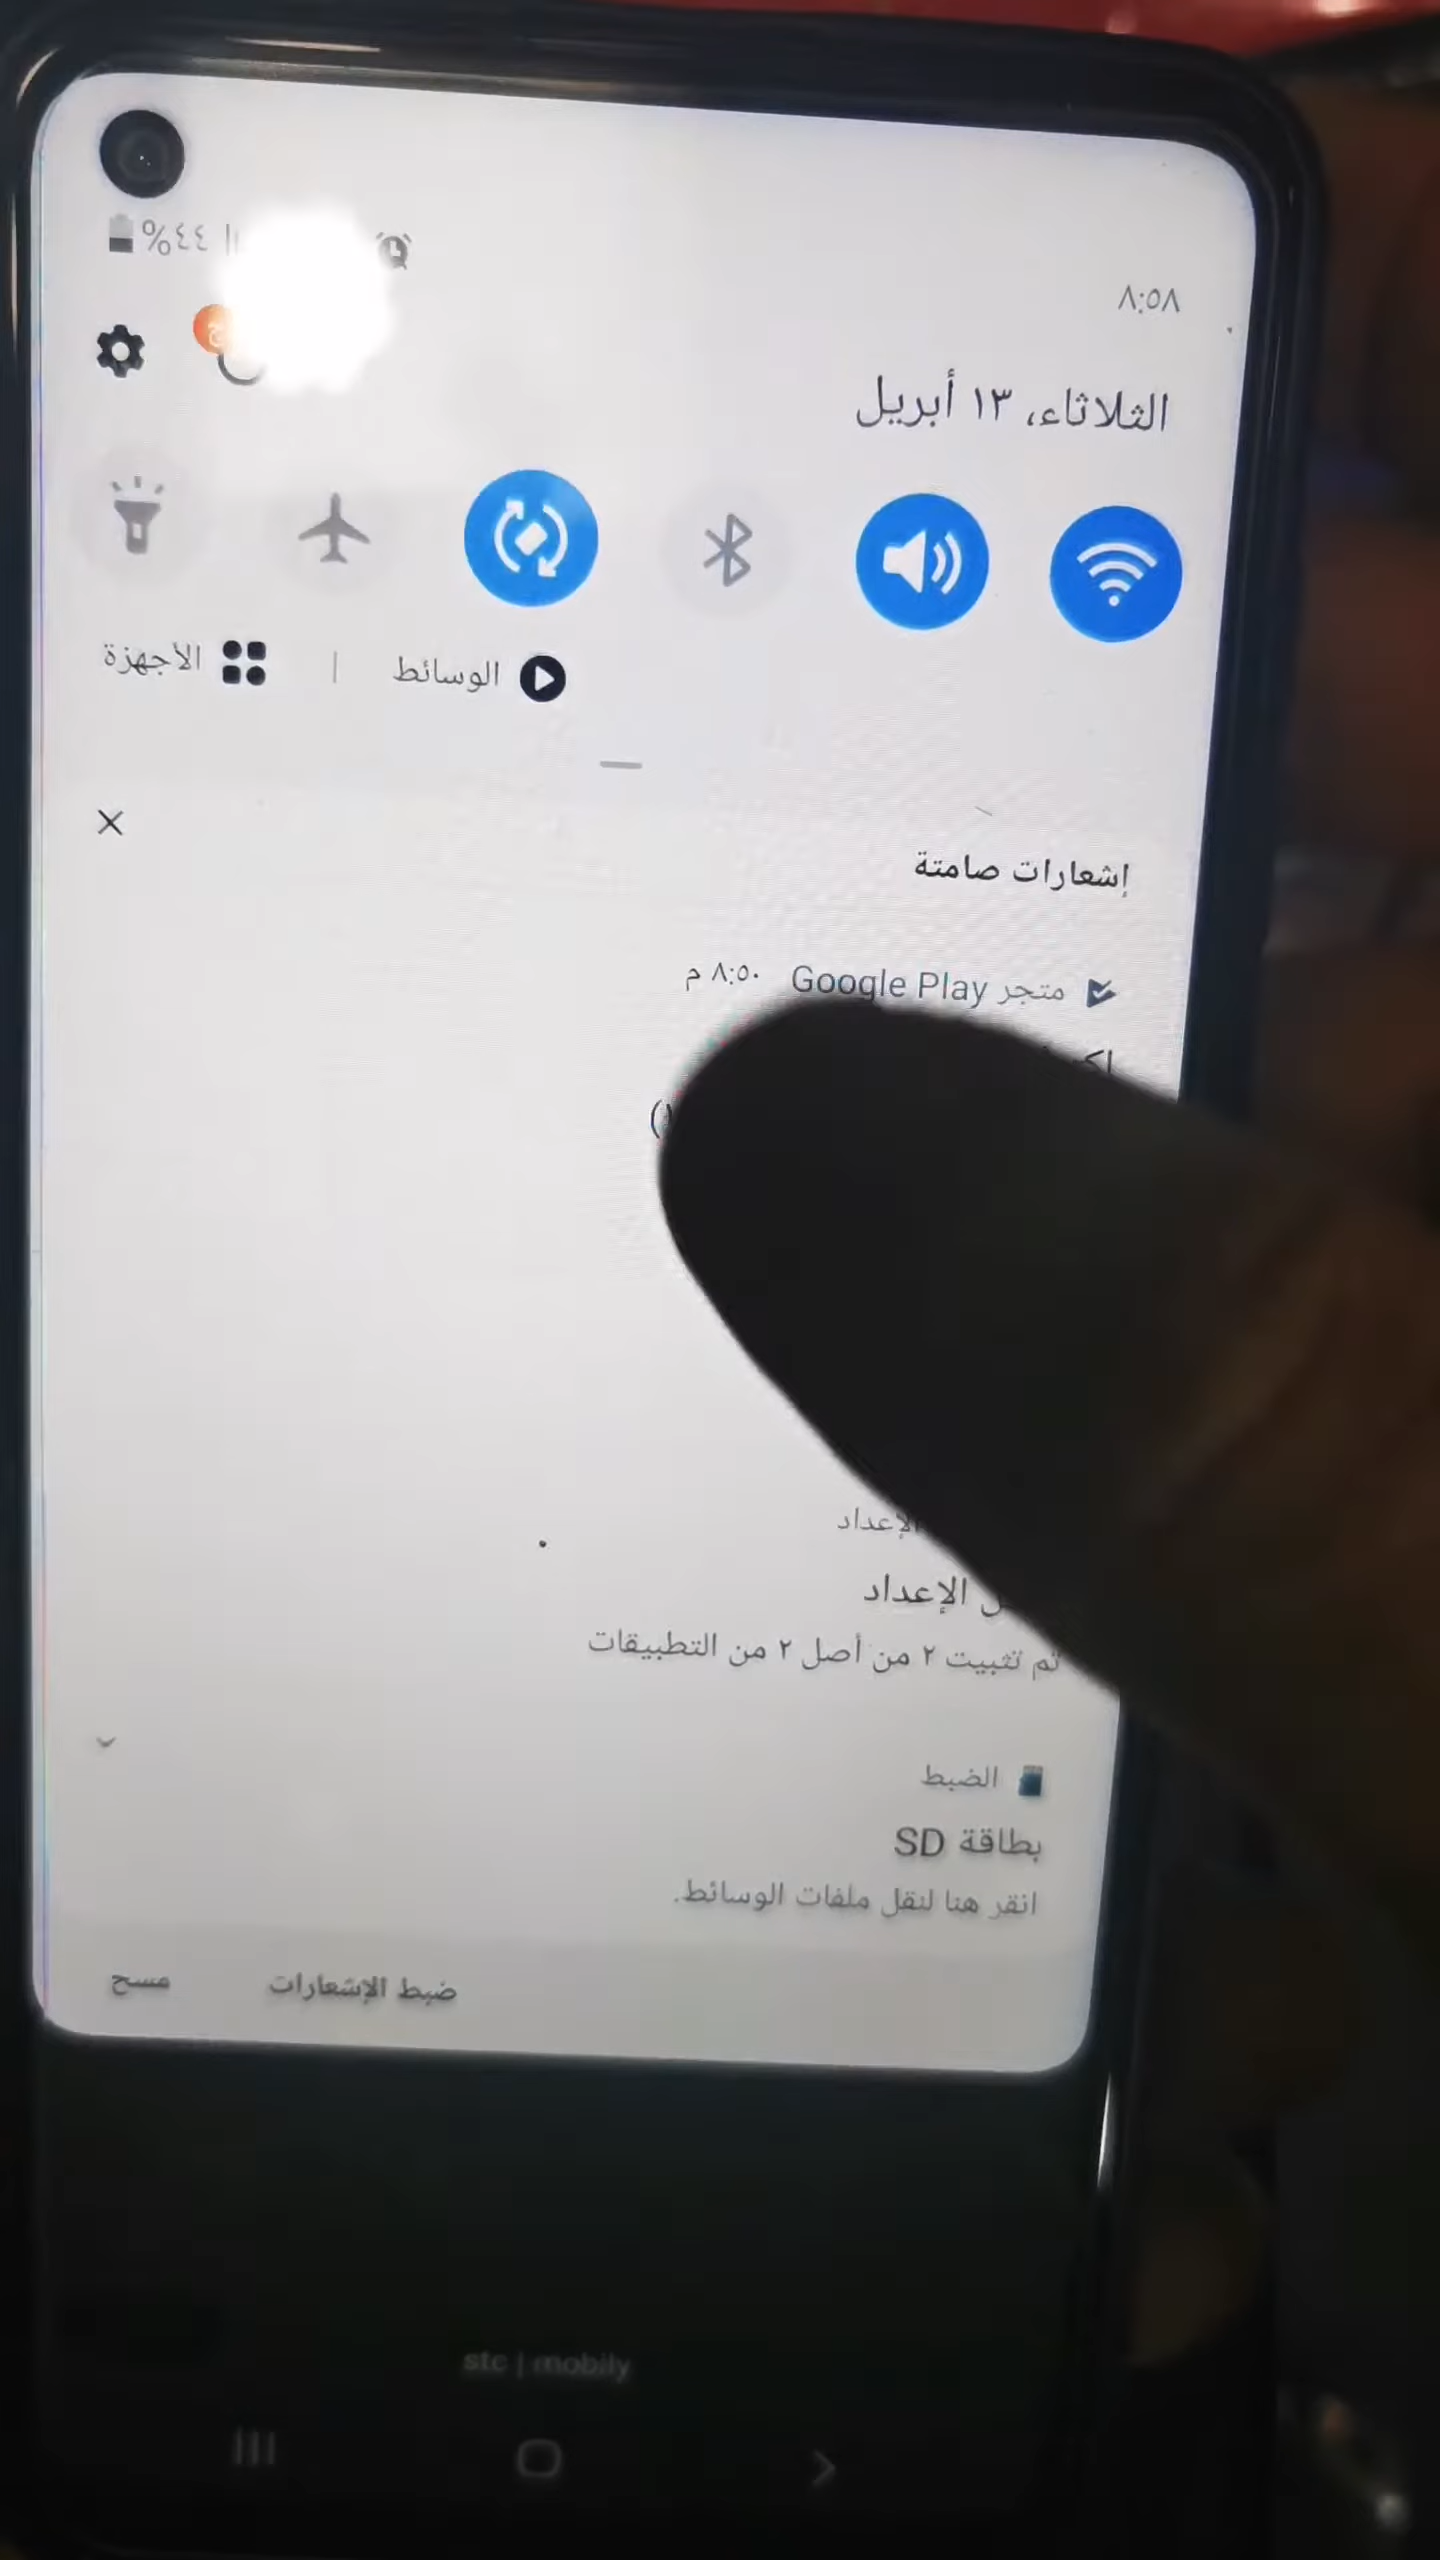 ٨:٥٨
٤٤%
الثلاثاء، ١٣ أبريل
الوسائط | الأجهزة
إشعارات صامتة
متجر Google Play ٨:٥٠ م
الإعداد
الإعداد
تم تثبيت ٢ من أصل ٢ من التطبيقات
الضبط
بطاقة SD
انقر هنا لنقل ملفات الوسائط.
ضبط الإشعارات
مسح
stc | mobily